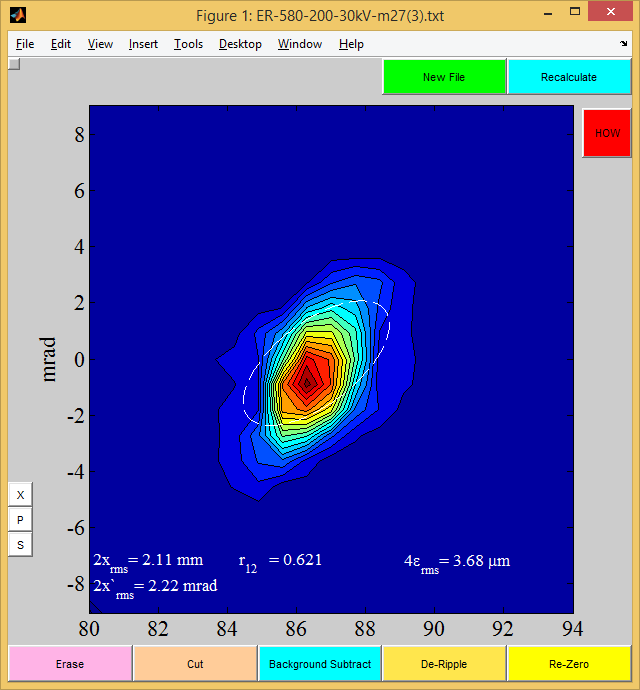 Figure 1: ER-580-200-30kV-m27(3).txt
File Edit View Insert Tools Desktop Window Help
New File Recalculate
HOW
8
6
4
2
0
-2
-4
-6
-8
mrad
X
P
S
2xrms= 2.11 mm r12 = 0.621 4εrms= 3.68 μm
2x`rms= 2.22 mrad
80 82 84 86 88 90 92 94
Erase Cut Background Subtract De-Ripple Re-Zero